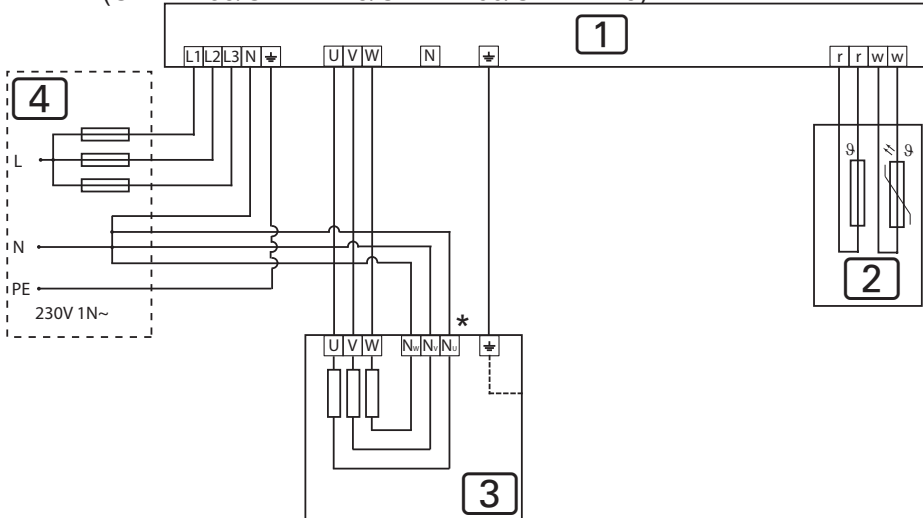 1
L1 L2 L3 N ⏚ U V W N ⏚ r r w w
4
L
N
PE
230V 1N~
ϑ ϑ
2
*
U V W Nw Nv Nu ⏚
3